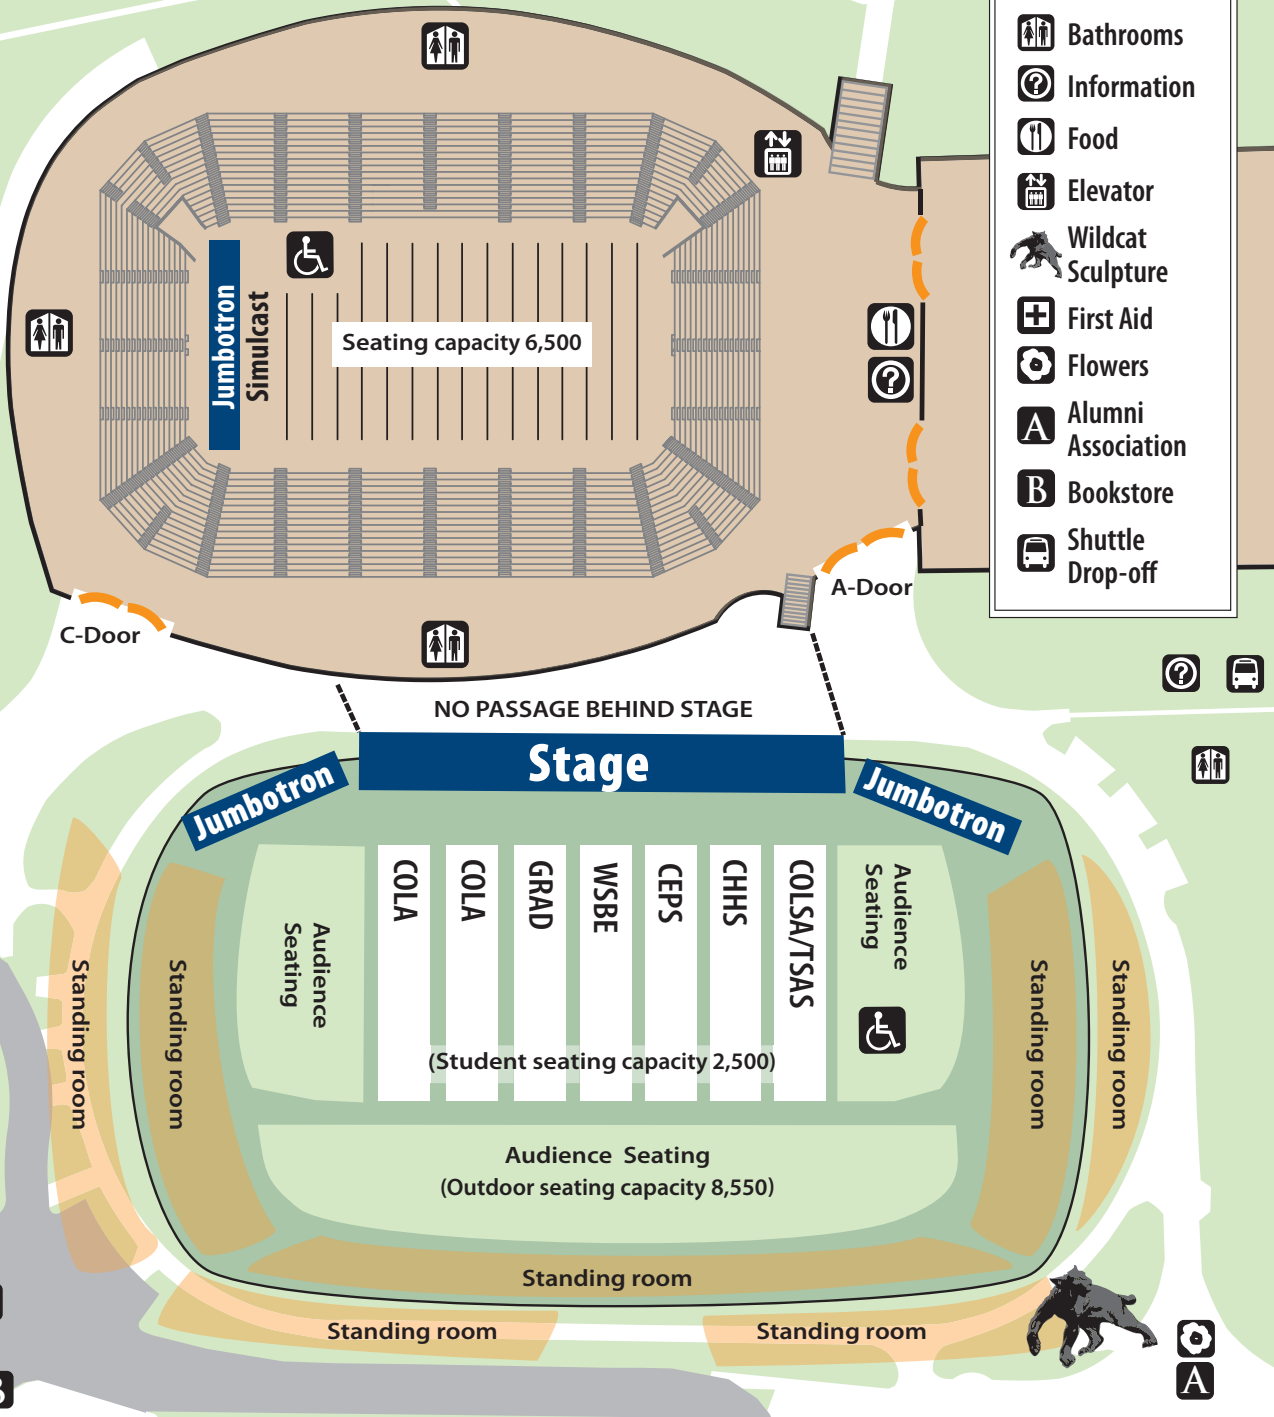 Bathrooms
Information
Food
Elevator
Wildcat
Sculpture
First Aid
Flowers
A
Alumni
Association
B
Bookstore
Shuttle
Drop-off
Jumbotron
Simulcast
Seating capacity 6,500
A-Door
C-Door
NO PASSAGE BEHIND STAGE
Stage
Jumbotron
Jumbotron
COLA
COLA
GRAD
WSBE
CEPS
CHHS
COLSA/TSAS
Audience
Seating
Audience
Seating
Standing room
Standing room
Standing room
Standing room
(Student seating capacity 2,500)
Audience Seating
(Outdoor seating capacity 8,550)
Standing room
Standing room
Standing room
A
B